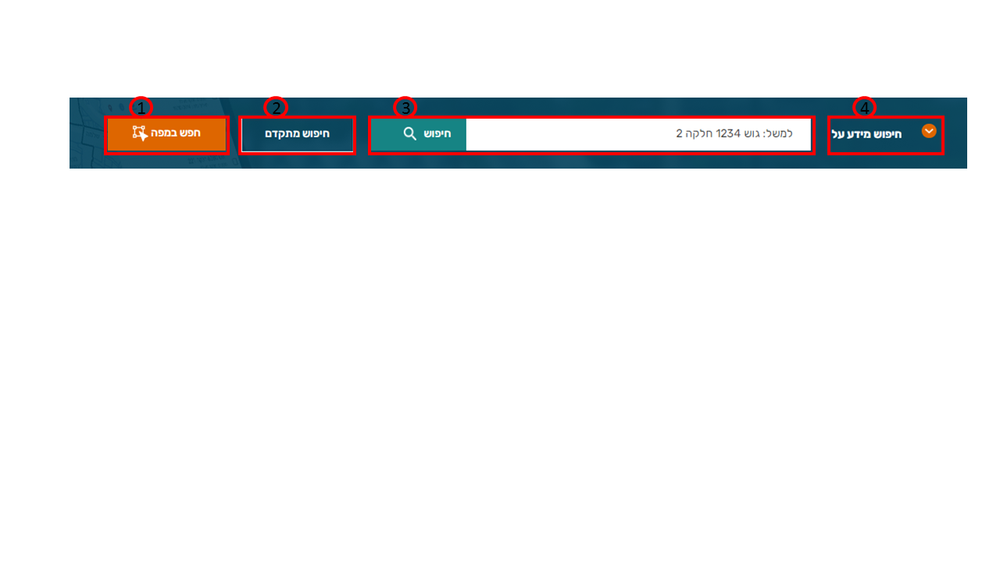 4 3 2 1
חיפוש מידע על
למשל: גוש 1234 חלקה 2
חיפוש
חיפוש מתקדם
חפש במפה